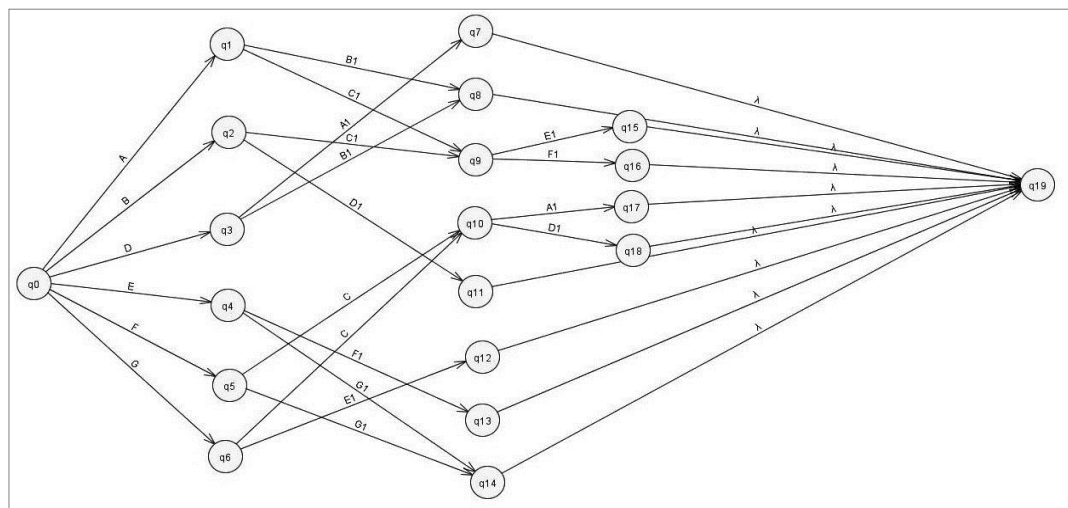 q0
A
B
D
E
F
G
q1
q2
q3
q4
q5
q6
B1
C1
C1
D1
A1
B1
F1
G1
C
G1
C
E1
q7
q8
q9
q10
q11
q12
q13
q14
E1
F1
A1
D1
q15
q16
q17
q18
λ
λ
λ
λ
λ
λ
λ
λ
λ
λ
q19